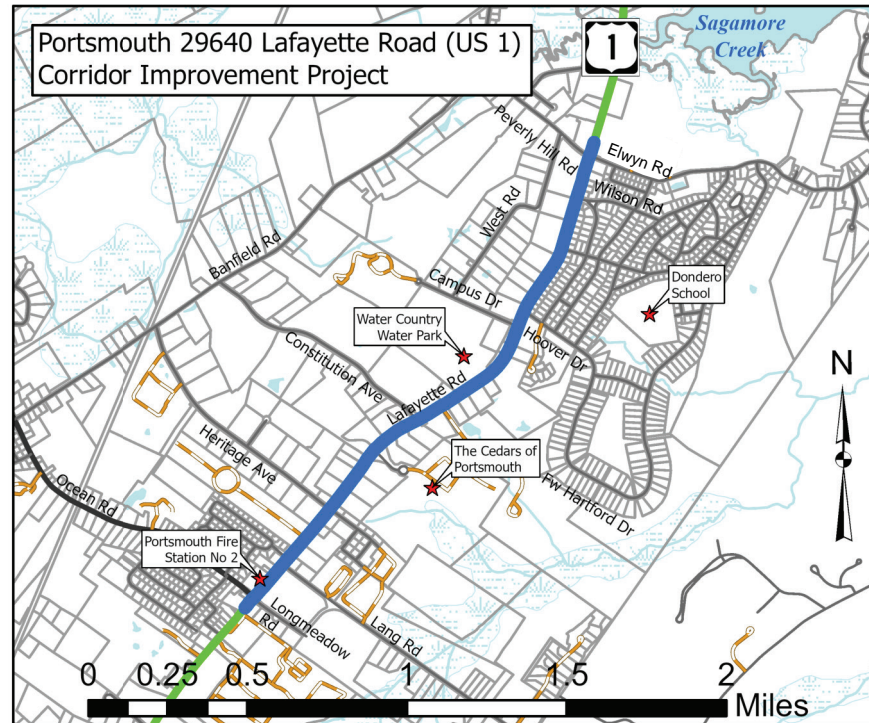 Portsmouth 29640 Lafayette Road (US 1)
Corridor Improvement Project
1
Sagamore
Creek
Peverly Hill Rd
Elwyn Rd
Wilson Rd
West Rd
Banfield Rd
Campus Dr
Dondero
School
Water Country
Water Park
Hoover Dr
Constitution Ave
Lafayette Rd
N
Heritage Ave
The Cedars of
Portsmouth
Ocean Rd
Fw Hartford Dr
Portsmouth Fire
Station No 2
Longmeadow
Rd
Lang Rd
0 0.25 0.5 1 1.5 2
Miles